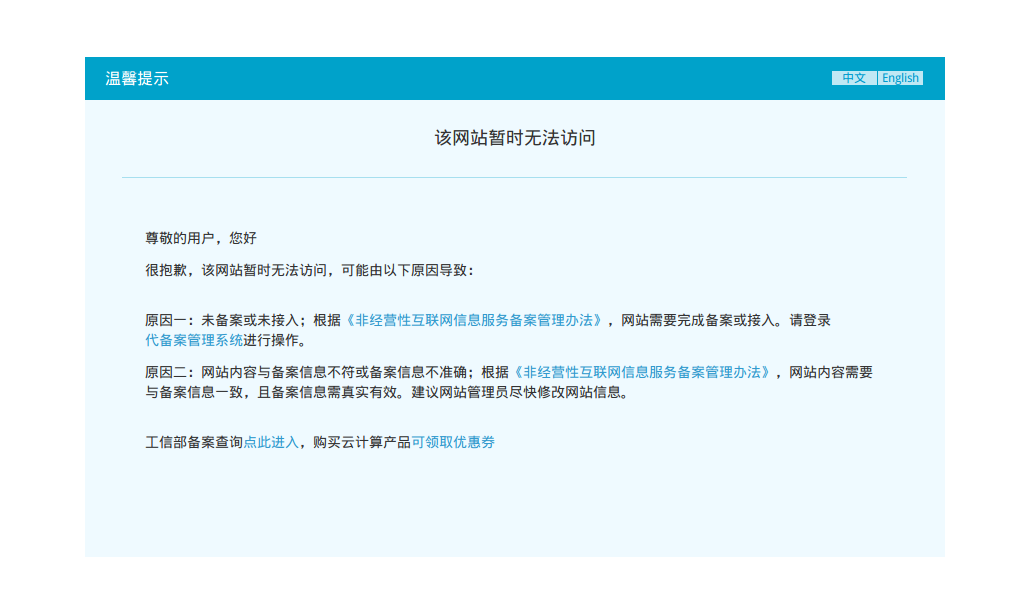 温馨提示
中文 English
该网站暂时无法访问
尊敬的用户，您好
很抱歉，该网站暂时无法访问，可能由以下原因导致：
原因一：未备案或未接入；根据《非经营性互联网信息服务备案管理办法》，网站需要完成备案或接入。请登录
代备案管理系统进行操作。
原因二：网站内容与备案信息不符或备案信息不准确；根据《非经营性互联网信息服务备案管理办法》，网站内容需要
与备案信息一致，且备案信息需真实有效。建议网站管理员尽快修改网站信息。
工信部备案查询点此进入，购买云计算产品可领取优惠券